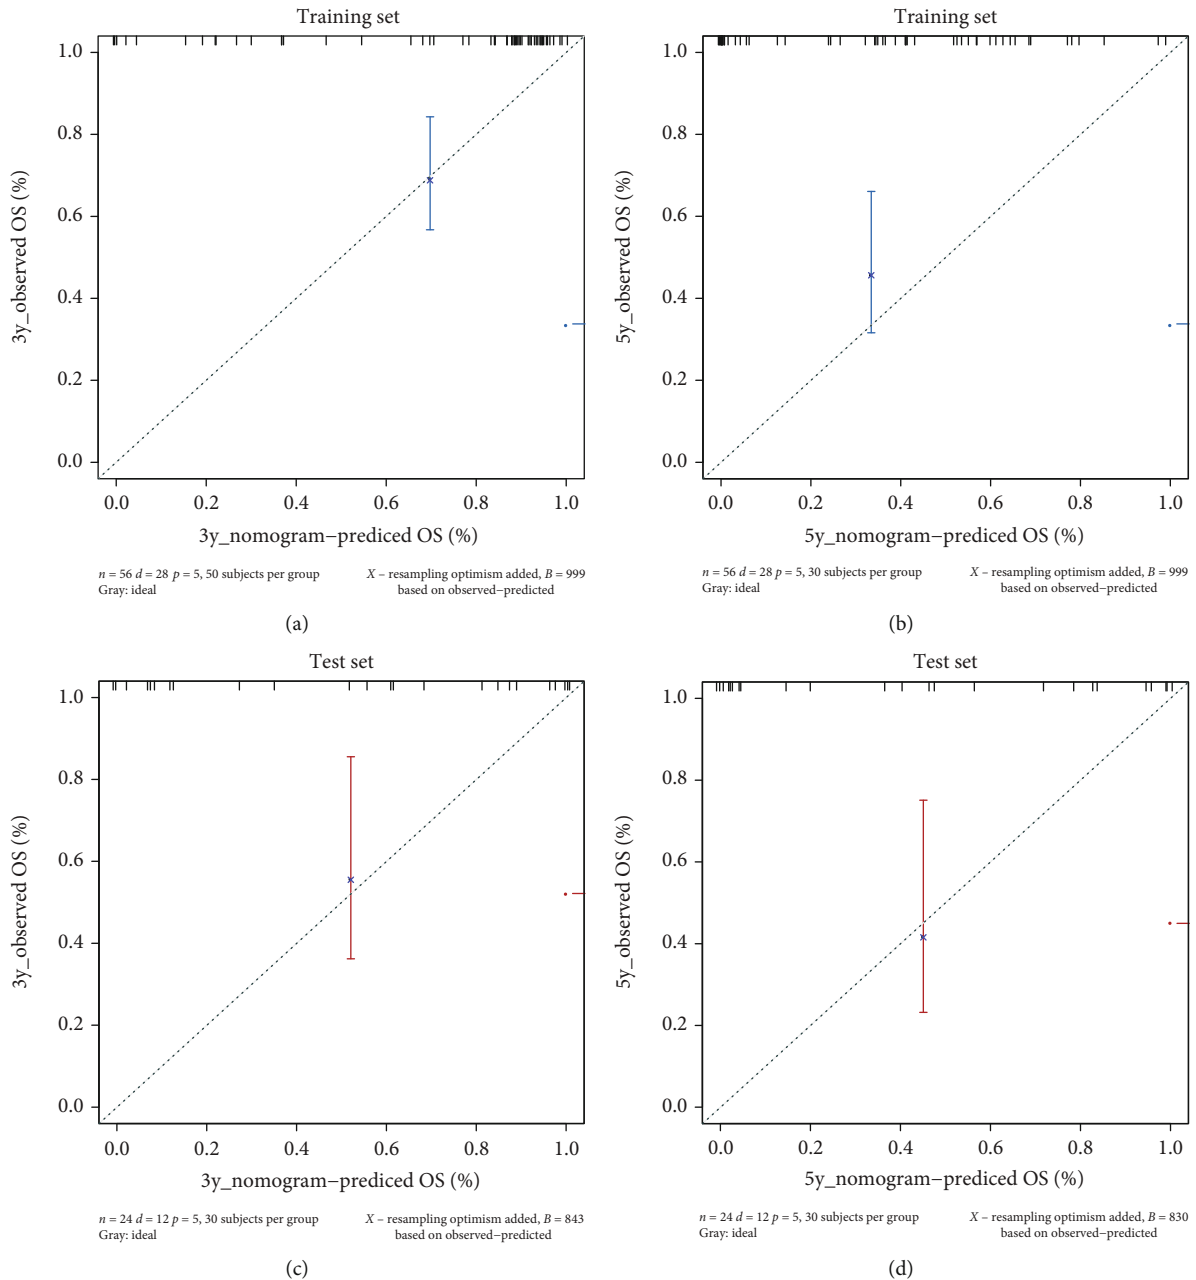 Training set
1.0
0.8
0.6
0.4
0.2
0.0
3y_observed OS (%)
0.0 0.2 0.4 0.6 0.8 1.0
3y_nomogram−prediced OS (%)
n = 56 d = 28 p = 5, 50 subjects per group
Gray: ideal
X – resampling optimism added, B = 999
based on observed−predicted
(a)
Training set
1.0
0.8
0.6
0.4
0.2
0.0
5y_observed OS (%)
0.0 0.2 0.4 0.6 0.8 1.0
5y_nomogram−prediced OS (%)
n = 56 d = 28 p = 5, 30 subjects per group
Gray: ideal
X – resampling optimism added, B = 999
based on observed−predicted
(b)
Test set
1.0
0.8
0.6
0.4
0.2
0.0
3y_observed OS (%)
0.0 0.2 0.4 0.6 0.8 1.0
3y_nomogram−prediced OS (%)
n = 24 d = 12 p = 5, 30 subjects per group
Gray: ideal
X – resampling optimism added, B = 843
based on observed−predicted
(c)
Test set
1.0
0.8
0.6
0.4
0.2
0.0
5y_observed OS (%)
0.0 0.2 0.4 0.6 0.8 1.0
5y_nomogram−prediced OS (%)
n = 24 d = 12 p = 5, 30 subjects per group
Gray: ideal
X – resampling optimism added, B = 830
based on observed−predicted
(d)